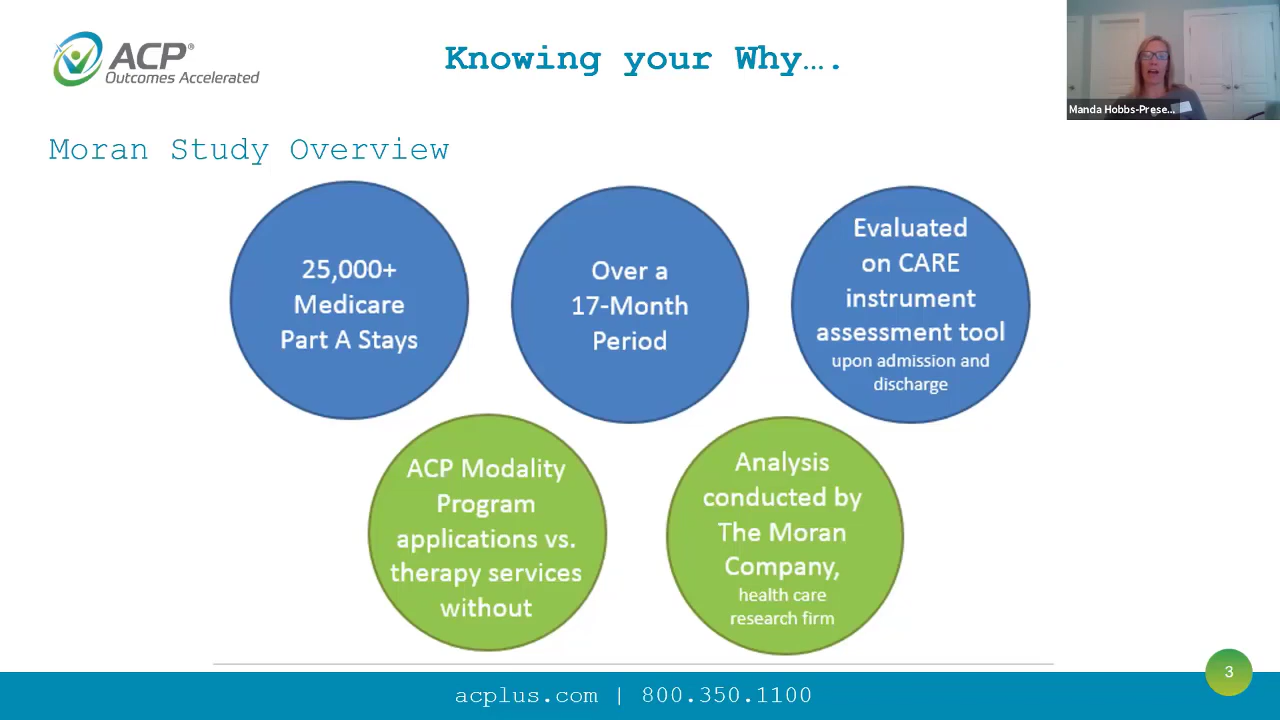 ACP®
Outcomes Accelerated
Knowing your Why….
Manda Hobbs-Prese...
Moran Study Overview
25,000+
Medicare
Part A Stays
Over a
17-Month
Period
Evaluated
on CARE
instrument
assessment tool
upon admission and
discharge
ACP Modality
Program
applications vs.
therapy services
without
Analysis
conducted by
The Moran
Company,
health care
research firm
3
acplus.com | 800.350.1100